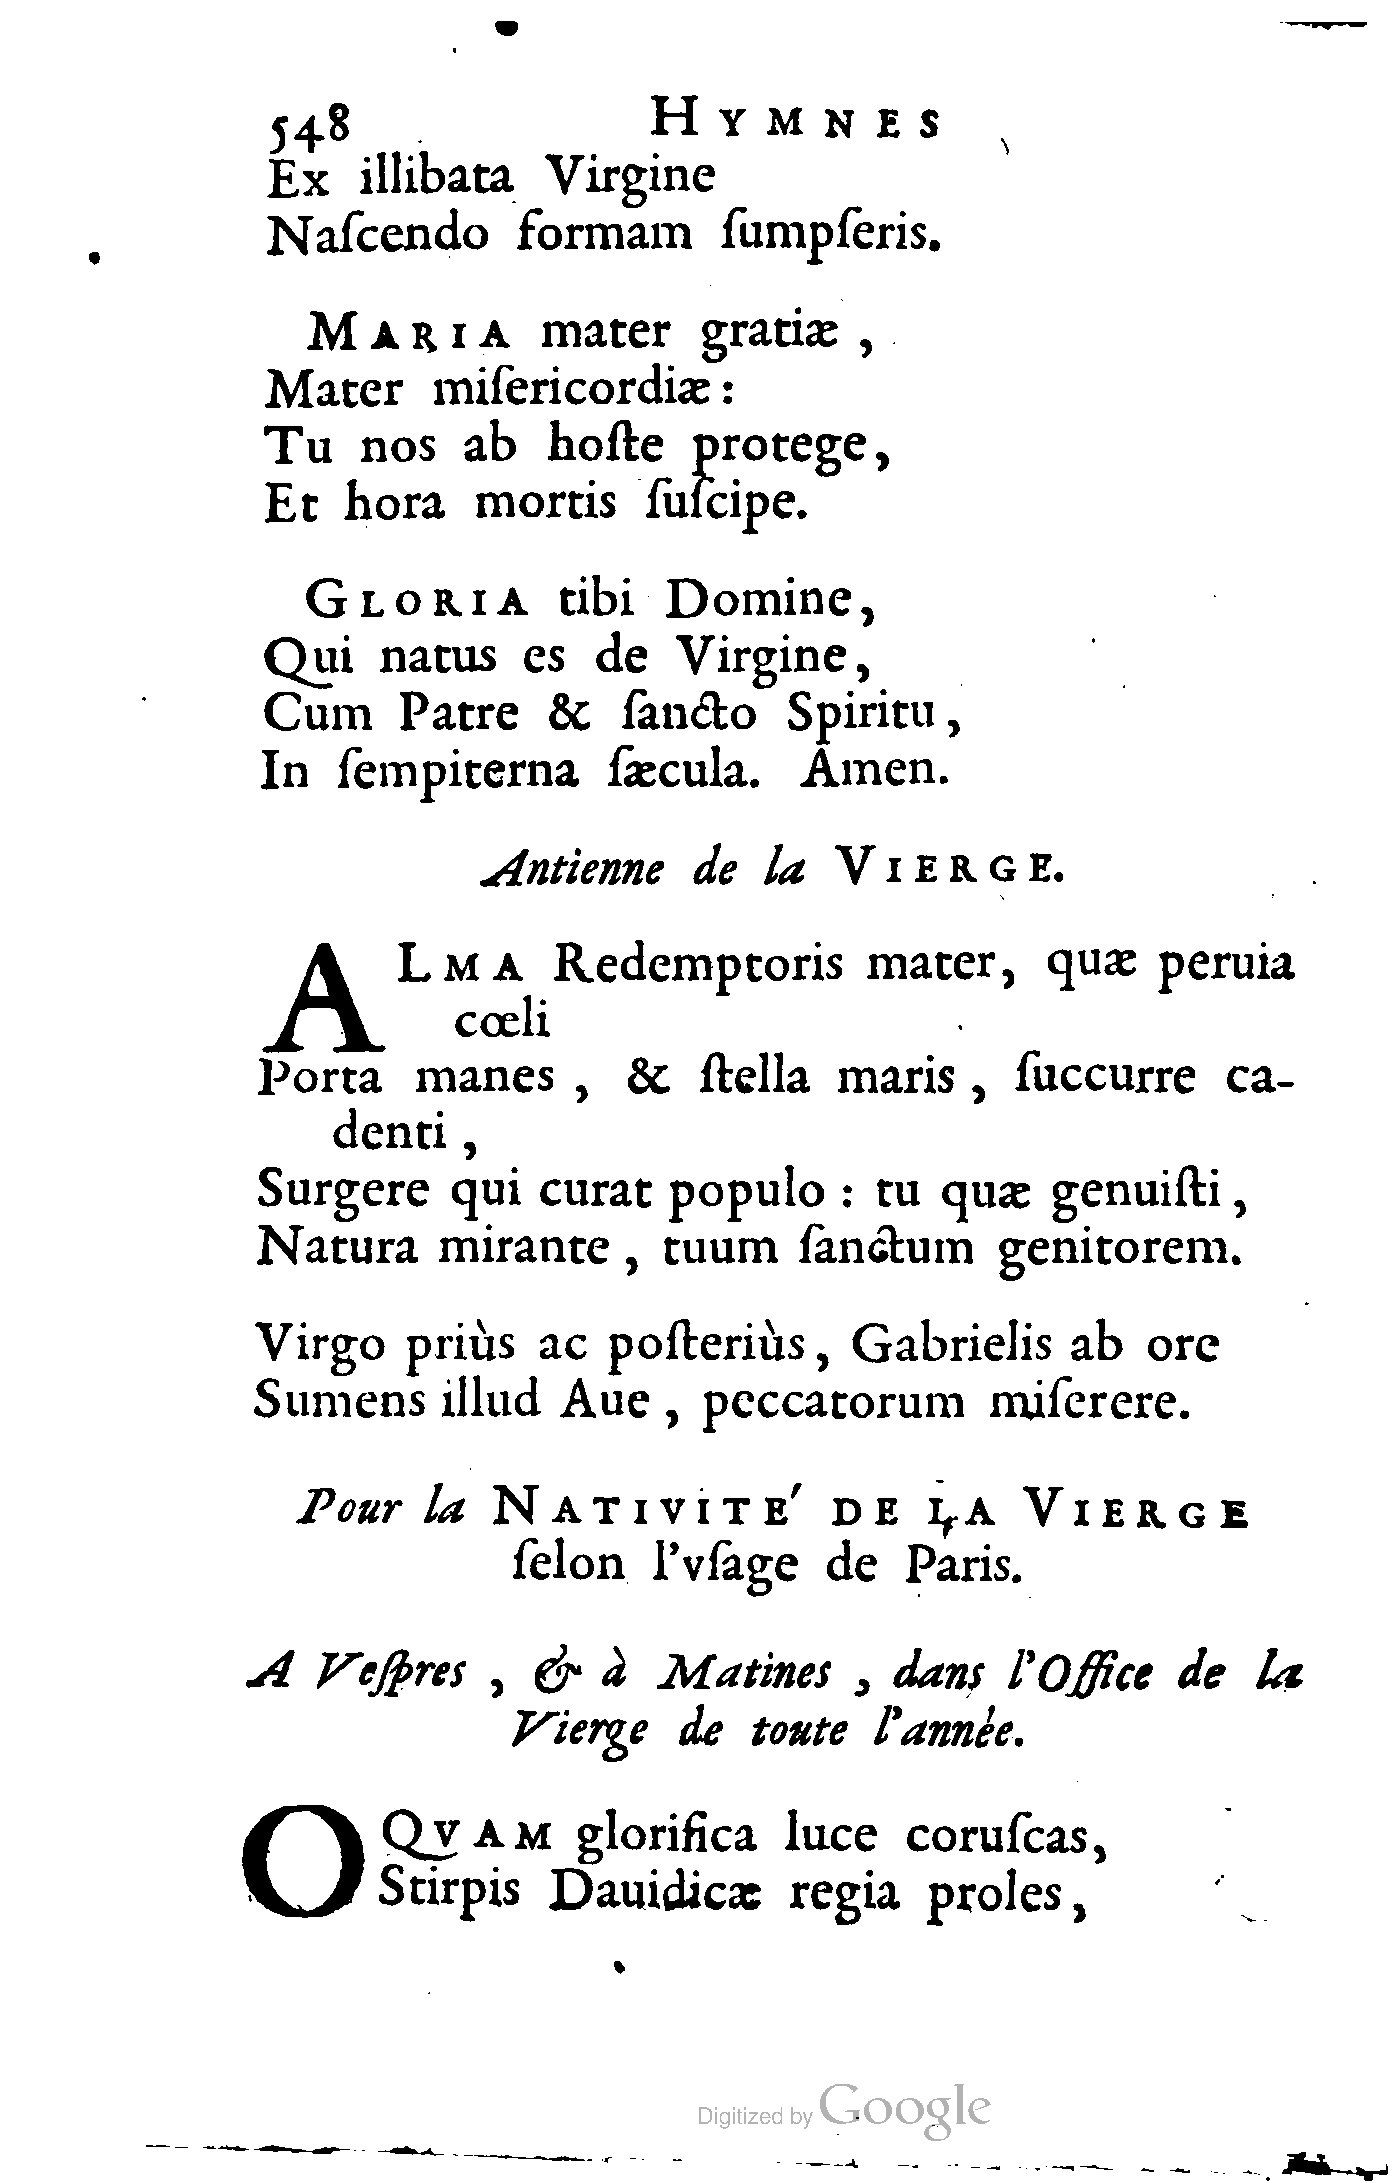 548 HYMNES
Ex illibata Virgine
Naſcendo formam ſumpſeris.
MARIA mater gratiæ,
Mater miſericordiæ:
Tu nos ab hoſte protege,
Et hora mortis ſuſcipe.
GLORIA tibi Domine,
Qui natus es de Virgine,
Cum Patre & ſancto Spiritu,
In ſempiterna ſæcula. Amen.
Antienne de la VIERGE.
ALMA Redemptoris mater, quæ peruia
cœli
Porta manes, & ſtella maris, ſuccurre ca-
denti,
Surgere qui curat populo : tu quæ genuiſti,
Natura mirante, tuum ſanctum genitorem.
Virgo priùs ac poſteriùs, Gabrielis ab ore
Sumens illud Aue, peccatorum miſerere.
Pour la NATIVITE' DE LA VIERGE
ſelon l'vſage de Paris.
A Veſpres, & à Matines, dans l'Office de la
Vierge de toute l'année.
O QVAM glorifica luce coruſcas,
Stirpis Dauidicæ regia proles,
Digitized by Google